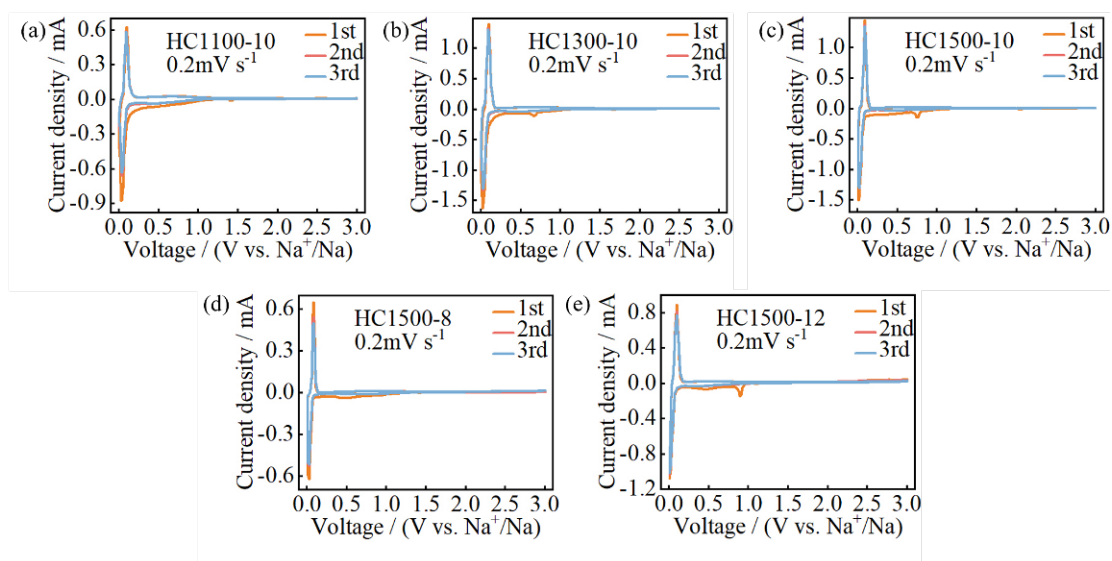 (a)
HC1100-10
0.2mV s⁻¹
1st
2nd
3rd
0.6
0.3
0.0
-0.3
-0.6
-0.9
Current density / mA
0.0 0.5 1.0 1.5 2.0 2.5 3.0
Voltage / (V vs. Na⁺/Na)
(b)
HC1300-10
0.2mV s⁻¹
1st
2nd
3rd
1.0
0.5
0.0
-0.5
-1.0
-1.5
Current density / mA
0.0 0.5 1.0 1.5 2.0 2.5 3.0
Voltage / (V vs. Na⁺/Na)
(c)
HC1500-10
0.2mV s⁻¹
1st
2nd
3rd
1.0
0.5
0.0
-0.5
-1.0
-1.5
Current density / mA
0.0 0.5 1.0 1.5 2.0 2.5 3.0
Voltage / (V vs. Na⁺/Na)
(d)
HC1500-8
0.2mV s⁻¹
1st
2nd
3rd
0.6
0.3
0.0
-0.3
-0.6
Current density / mA
0.0 0.5 1.0 1.5 2.0 2.5 3.0
Voltage / (V vs. Na⁺/Na)
(e)
HC1500-12
0.2mV s⁻¹
1st
2nd
3rd
0.8
0.4
0.0
-0.4
-0.8
-1.2
Current density / mA
0.0 0.5 1.0 1.5 2.0 2.5 3.0
Voltage / (V vs. Na⁺/Na)